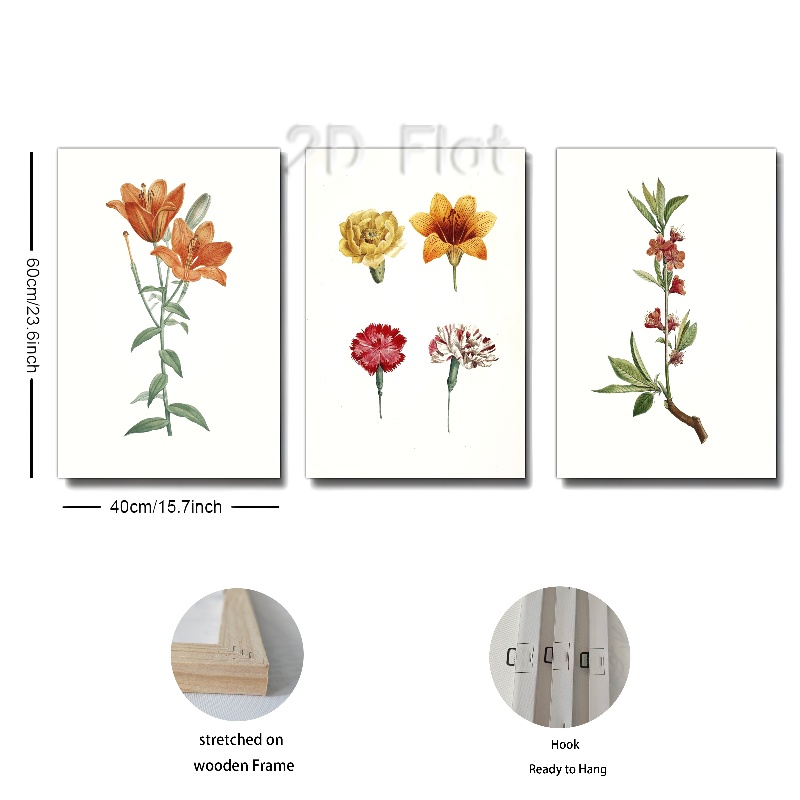 2D Flat
60cm/23.6inch
40cm/15.7inch
stretched on
wooden Frame
Hook
Ready to Hang